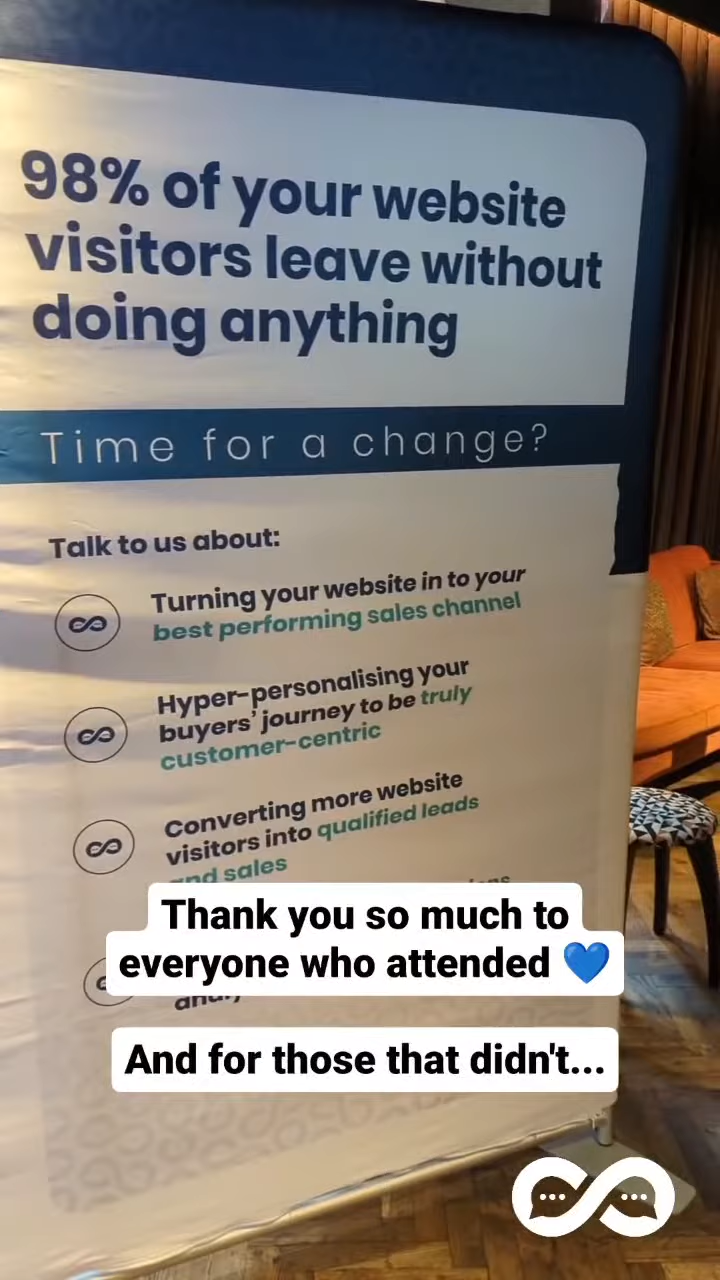 98% of your website
visitors leave without
doing anything
Time for a change?
Talk to us about:
Turning your website in to your
best performing sales channel
Hyper-personalising your
buyers' journey to be truly
customer-centric
Converting more website
visitors into qualified leads
and sales
Thank you so much to
everyone who attended 💙
And for those that didn't...